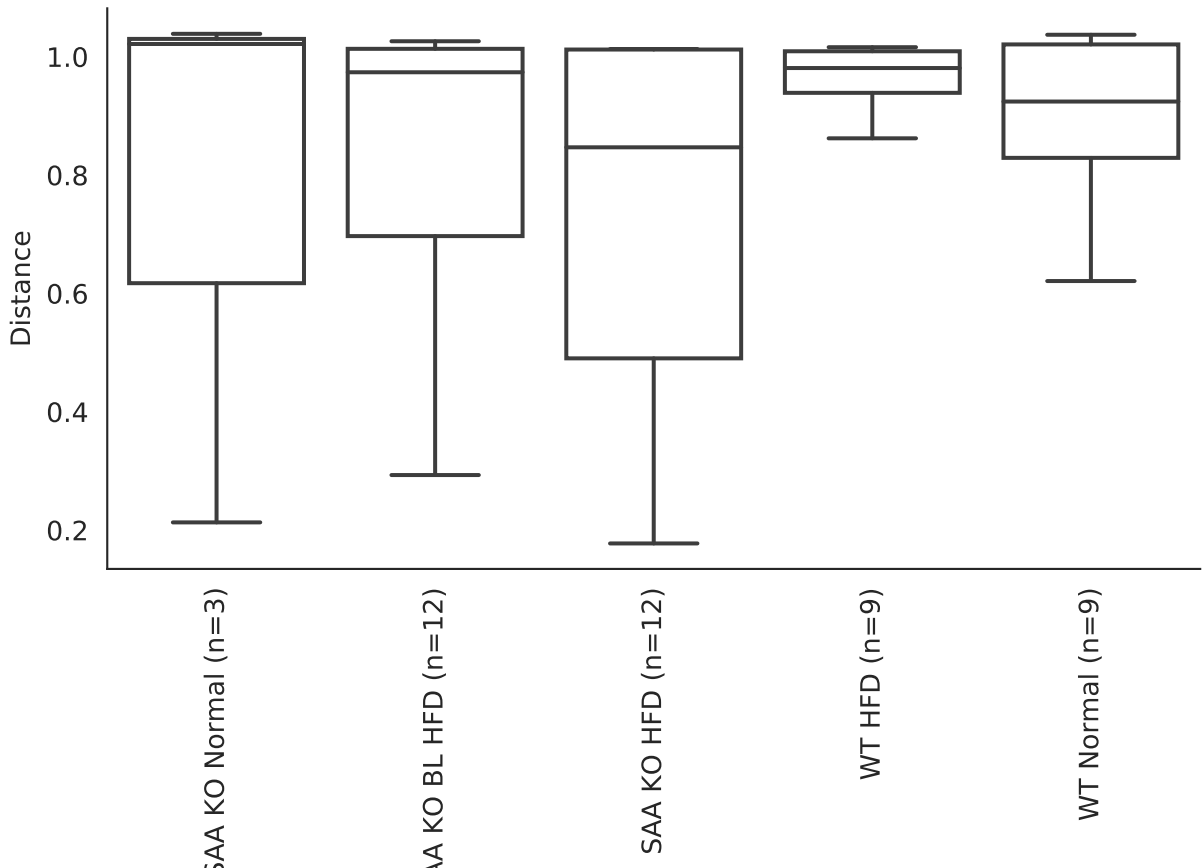 Distance
1.0
0.8
0.6
0.4
0.2
SAA KO Normal (n=3)
AA KO BL HFD (n=12)
SAA KO HFD (n=12)
WT HFD (n=9)
WT Normal (n=9)